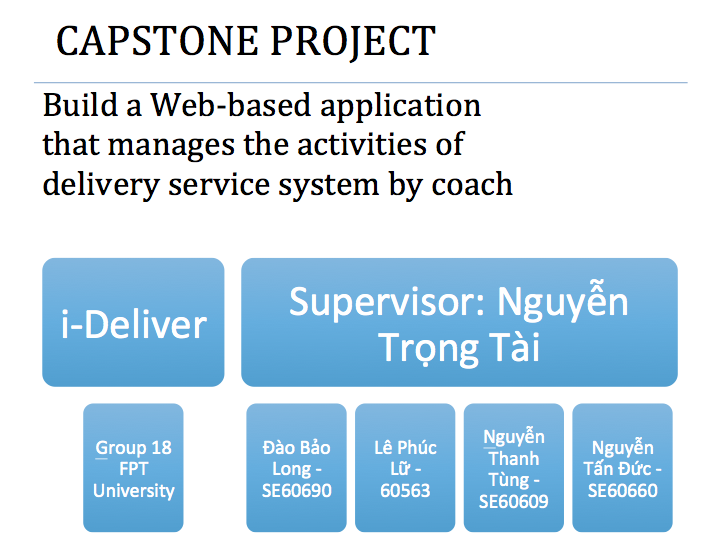 CAPSTONE PROJECT
Build a Web-based application
that manages the activities of
delivery service system by coach
i-Deliver
Supervisor: Nguyễn
Trọng Tài
Group 18
FPT
University
Đào Bảo
Long -
SE60690
Lê Phúc
Lữ -
60563
Nguyễn
Thanh
Tùng -
SE60609
Nguyễn
Tấn Đức -
SE60660